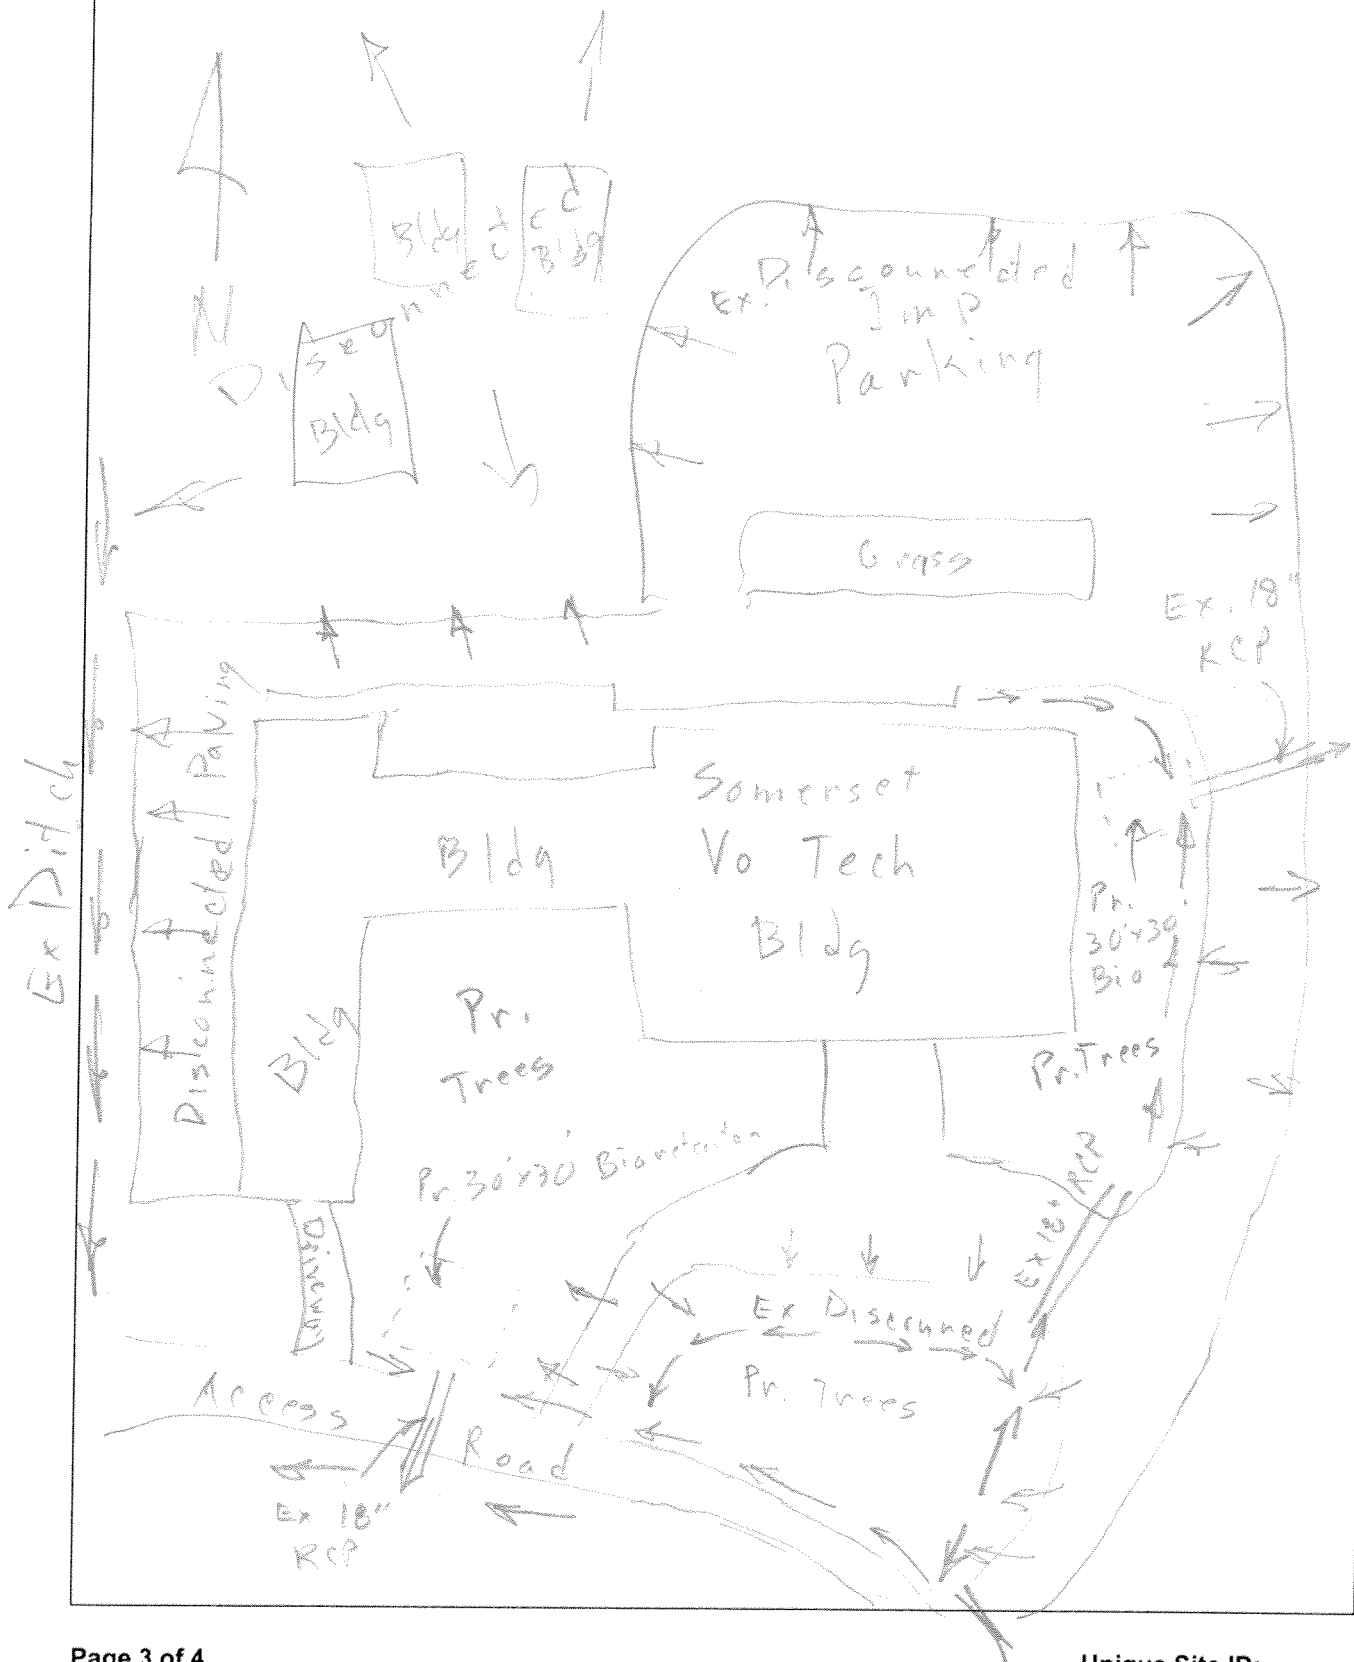 N
Bldg
Bldg
Disconnected
Bldg
Ex. Disconnected
Imp
Parking
Grass
Ex. 18"
RCP
Ex Ditch
Disconnected Paving
Bldg
Bldg
Somerset
Vo Tech
Bldg
Pr.
30'x30'
Bio
Pr.
Trees
Pr. Trees
Pr. 30'x30' Bioretention
Driveway
Ex 18" RCP
Ex Disconned
Pr. Trees
Access Road
Ex 18"
RCP
Page 3 of 4
Unique Site ID: